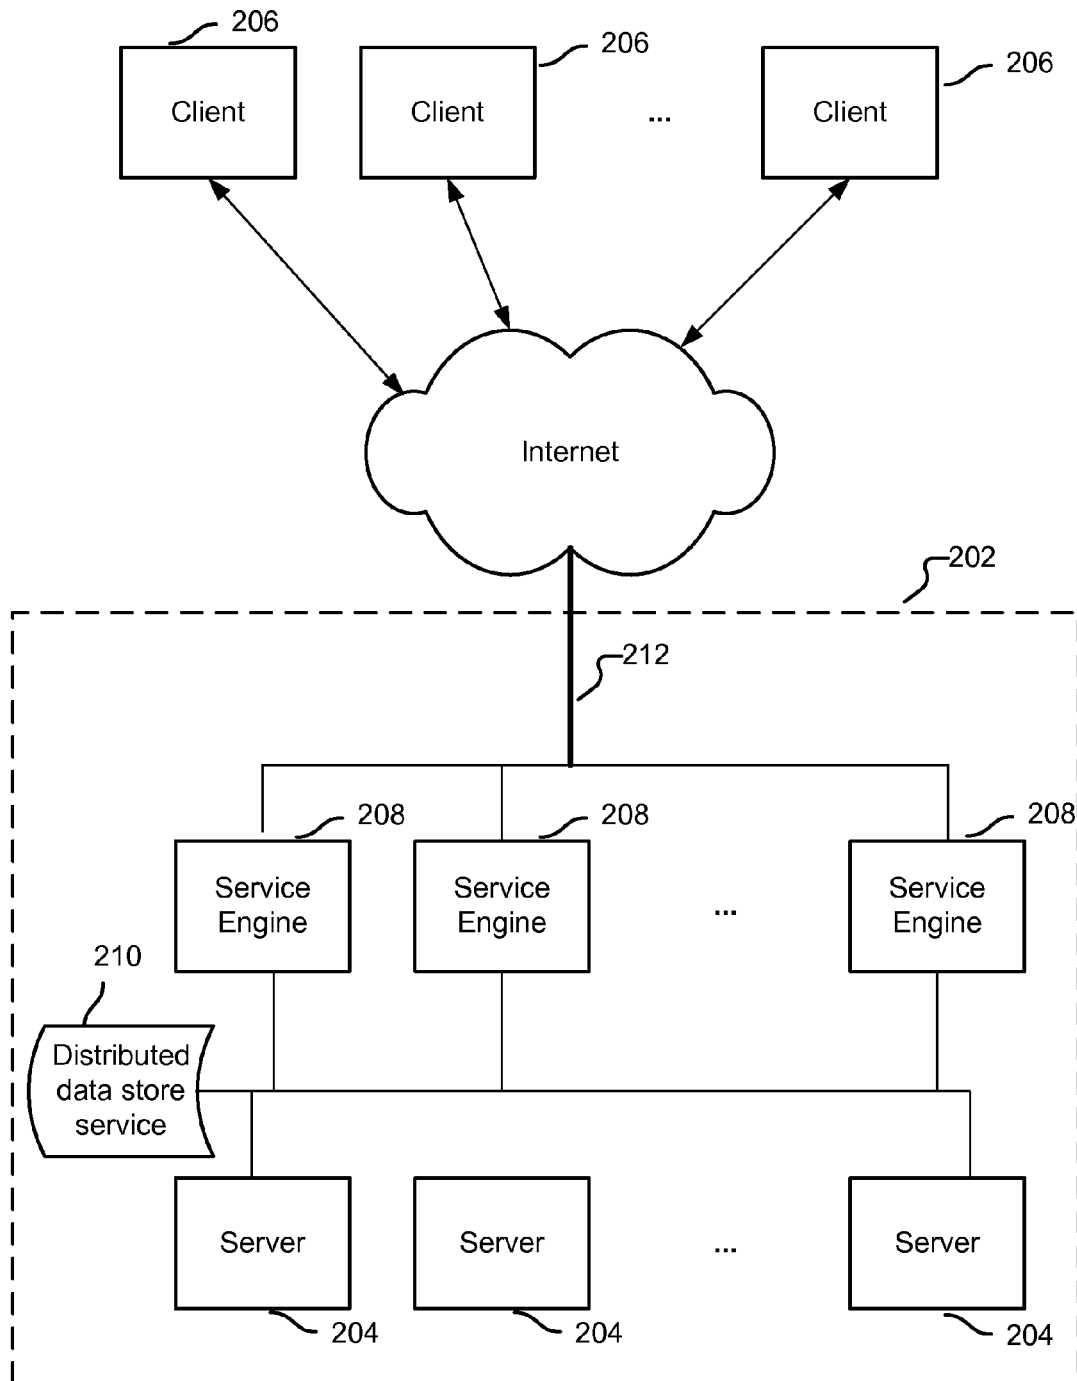 206
206
206
Client
Client
...
Client
Internet
202
212
208
208
208
Service
Engine
Service
Engine
...
Service
Engine
210
Distributed
data store
service
Server
Server
...
Server
204
204
204